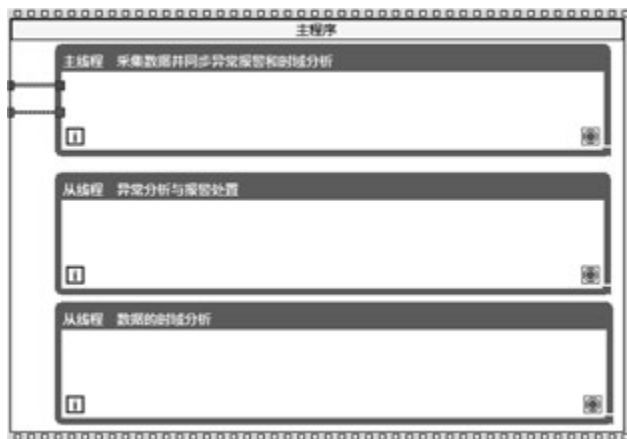 主程序
主线程 采集数据并同步异常报警和时域分析
i
从线程 异常分析与报警处置
i
从线程 数据的时域分析
i